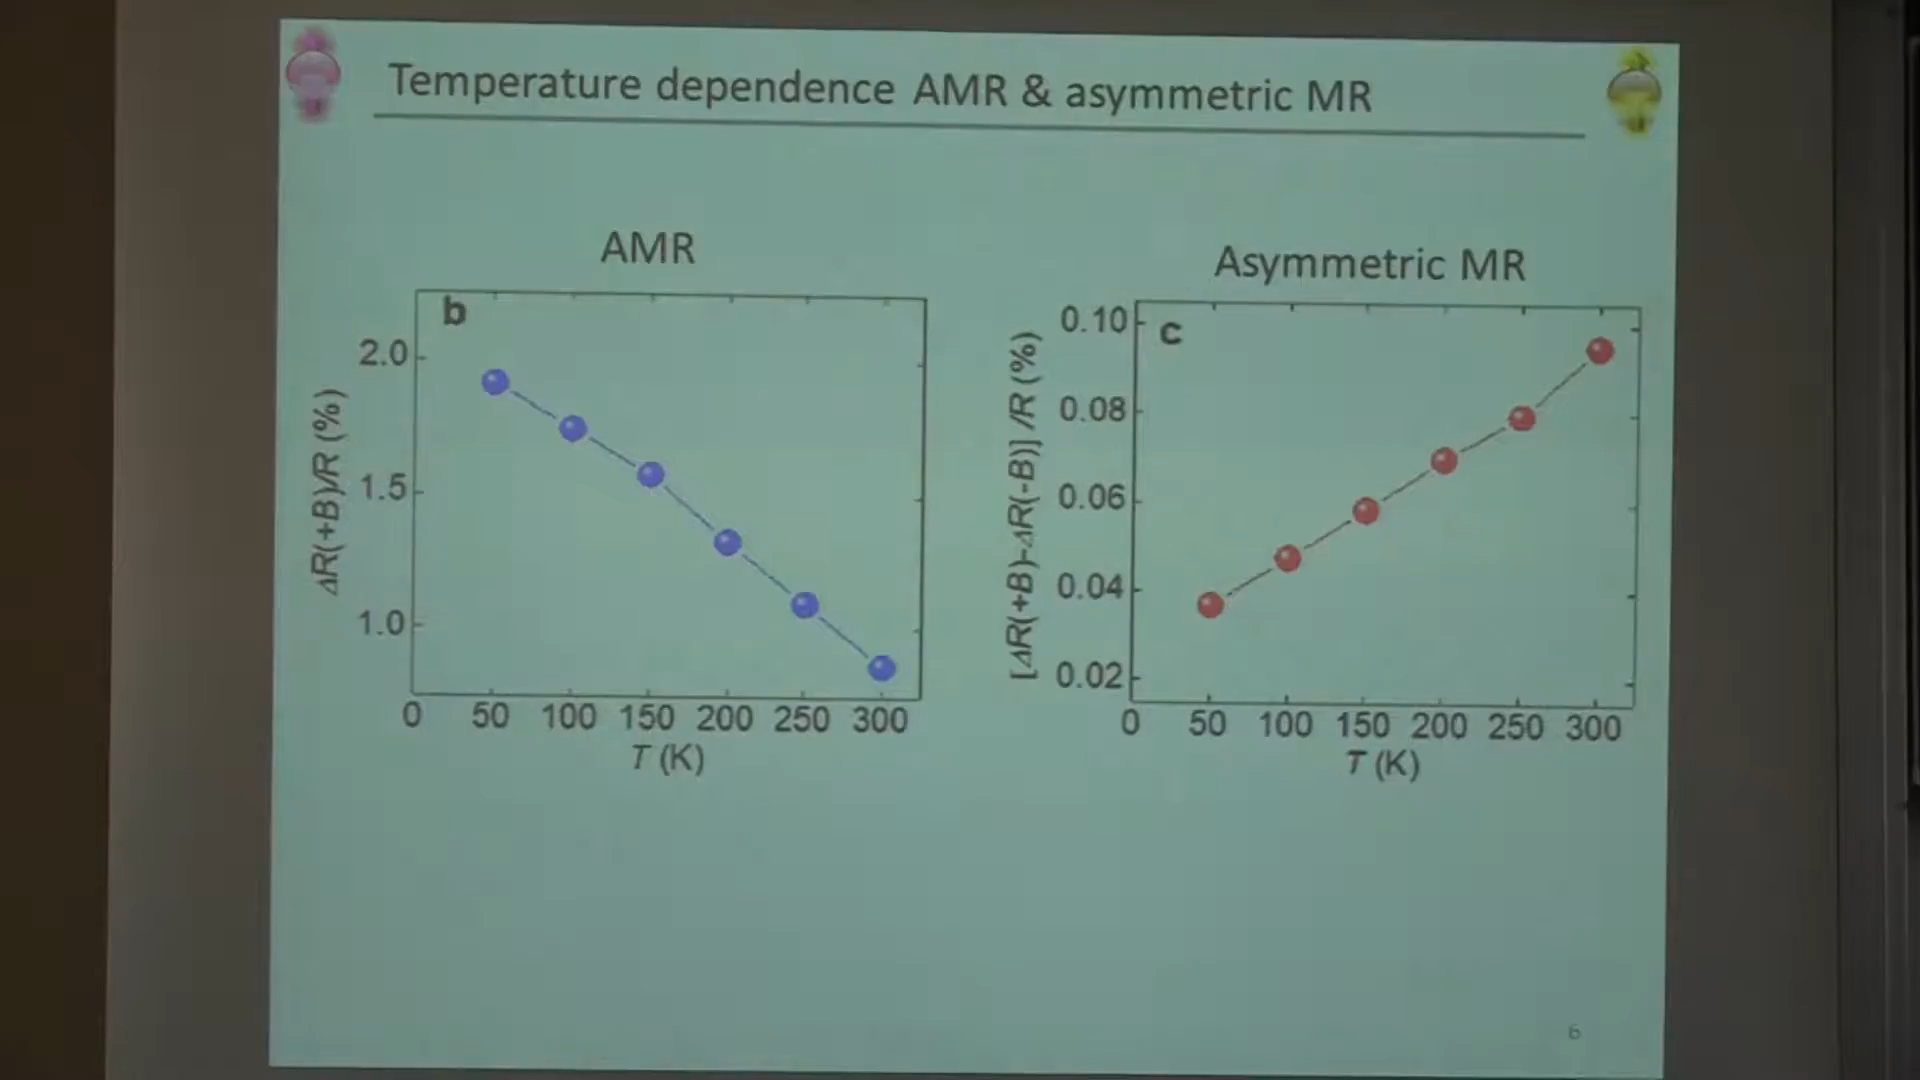 Temperature dependence AMR & asymmetric MR
AMR
b
ΔR(+B)/R (%)
2.0
1.5
1.0
0 50 100 150 200 250 300
T (K)
Asymmetric MR
c
[ΔR(+B)-ΔR(-B)] /R (%)
0.10
0.08
0.06
0.04
0.02
0 50 100 150 200 250 300
T (K)
6